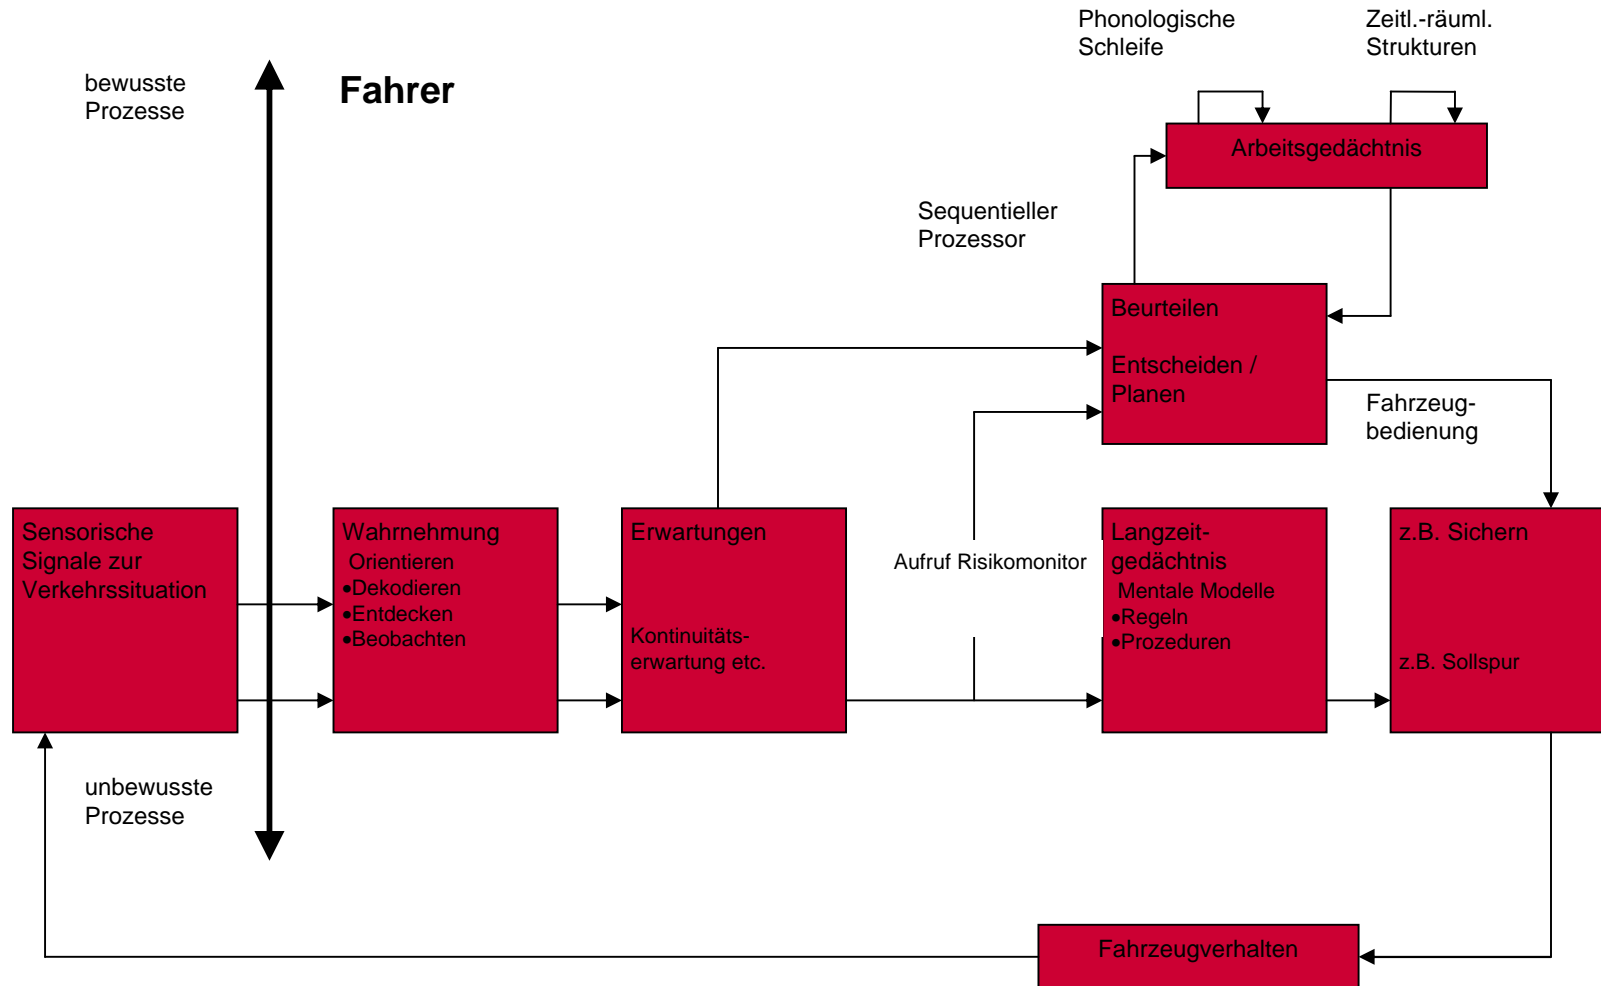 Phonologische
Schleife
Zeitl.-räuml.
Strukturen
bewusste
Prozesse
Fahrer
Arbeitsgedächtnis
Sequentieller
Prozessor
Beurteilen
Entscheiden /
Planen
Fahrzeug-
bedienung
Sensorische
Signale zur
Verkehrssituation
Wahrnehmung
Orientieren
•Dekodieren
•Entdecken
•Beobachten
Erwartungen
Kontinuitäts-
erwartung etc.
Aufruf Risikomonitor
Langzeit-
gedächtnis
Mentale Modelle
•Regeln
•Prozeduren
z.B. Sichern
z.B. Sollspur
unbewusste
Prozesse
Fahrzeugverhalten